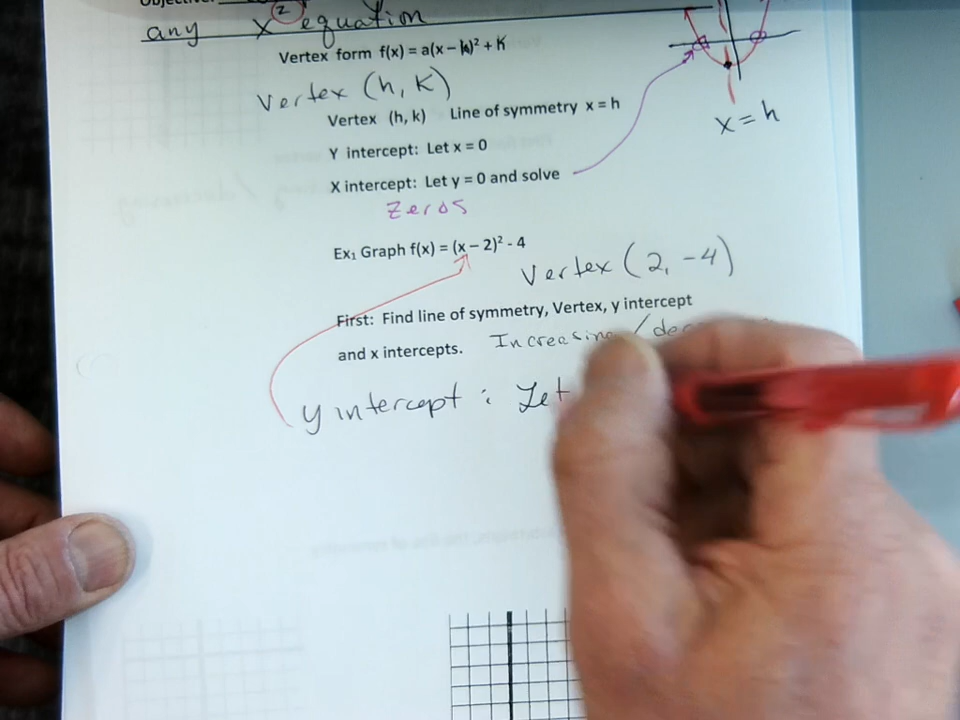 Objective:
any x² equation
Vertex form f(x) = a(x – h)² + k
Vertex (h, k)
Vertex (h, k) Line of symmetry x = h
x = h
Y intercept: Let x = 0
X intercept: Let y = 0 and solve
Zeros
Ex₁ Graph f(x) = (x – 2)² - 4
Vertex (2, -4)
First: Find line of symmetry, Vertex, y intercept
and x intercepts. Increasing /
y intercept : Let